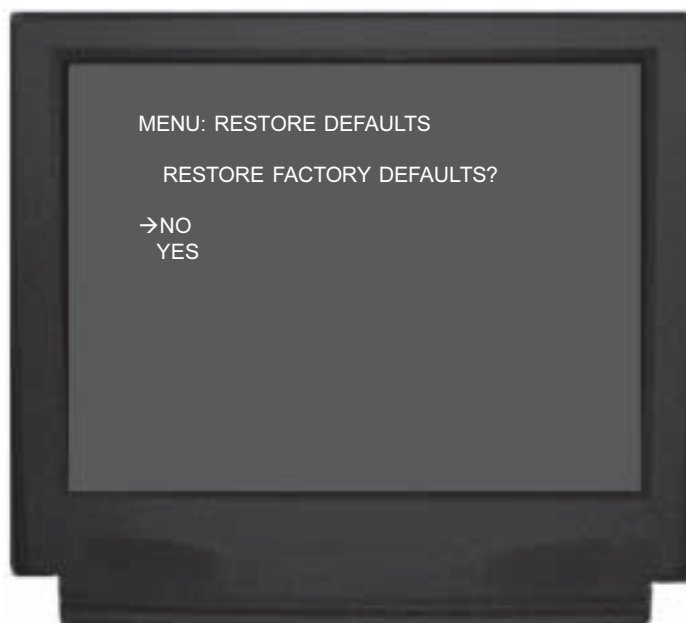 MENU: RESTORE DEFAULTS
RESTORE FACTORY DEFAULTS?
→NO
YES